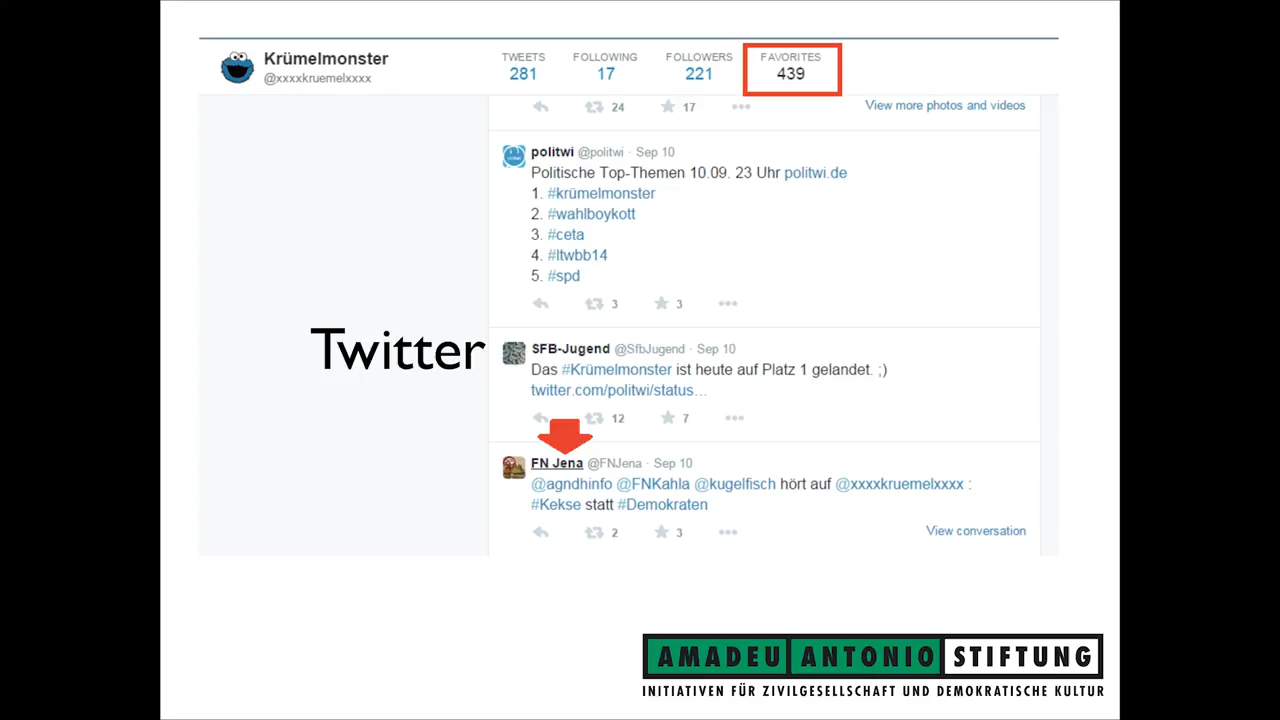 Krümelmonster
@xxxxkruemelxxxx
TWEETS
281
FOLLOWING
17
FOLLOWERS
221
FAVORITES
439
24
17
View more photos and videos
politwi @politwi · Sep 10
Politische Top-Themen 10.09. 23 Uhr politwi.de
1. #krümelmonster
2. #wahlboykott
3. #ceta
4. #ltwbb14
5. #spd
3
3
Twitter
SFB-Jugend @SfbJugend · Sep 10
Das #Krümelmonster ist heute auf Platz 1 gelandet. ;)
twitter.com/politwi/status...
12
7
FN Jena @FNJena · Sep 10
@agndhinfo @FNKahla @kugelfisch hört auf @xxxxkruemelxxxx :
#Kekse statt #Demokraten
2
3
View conversation
AMADEU ANTONIO STIFTUNG
INITIATIVEN FÜR ZIVILGESELLSCHAFT UND DEMOKRATISCHE KULTUR